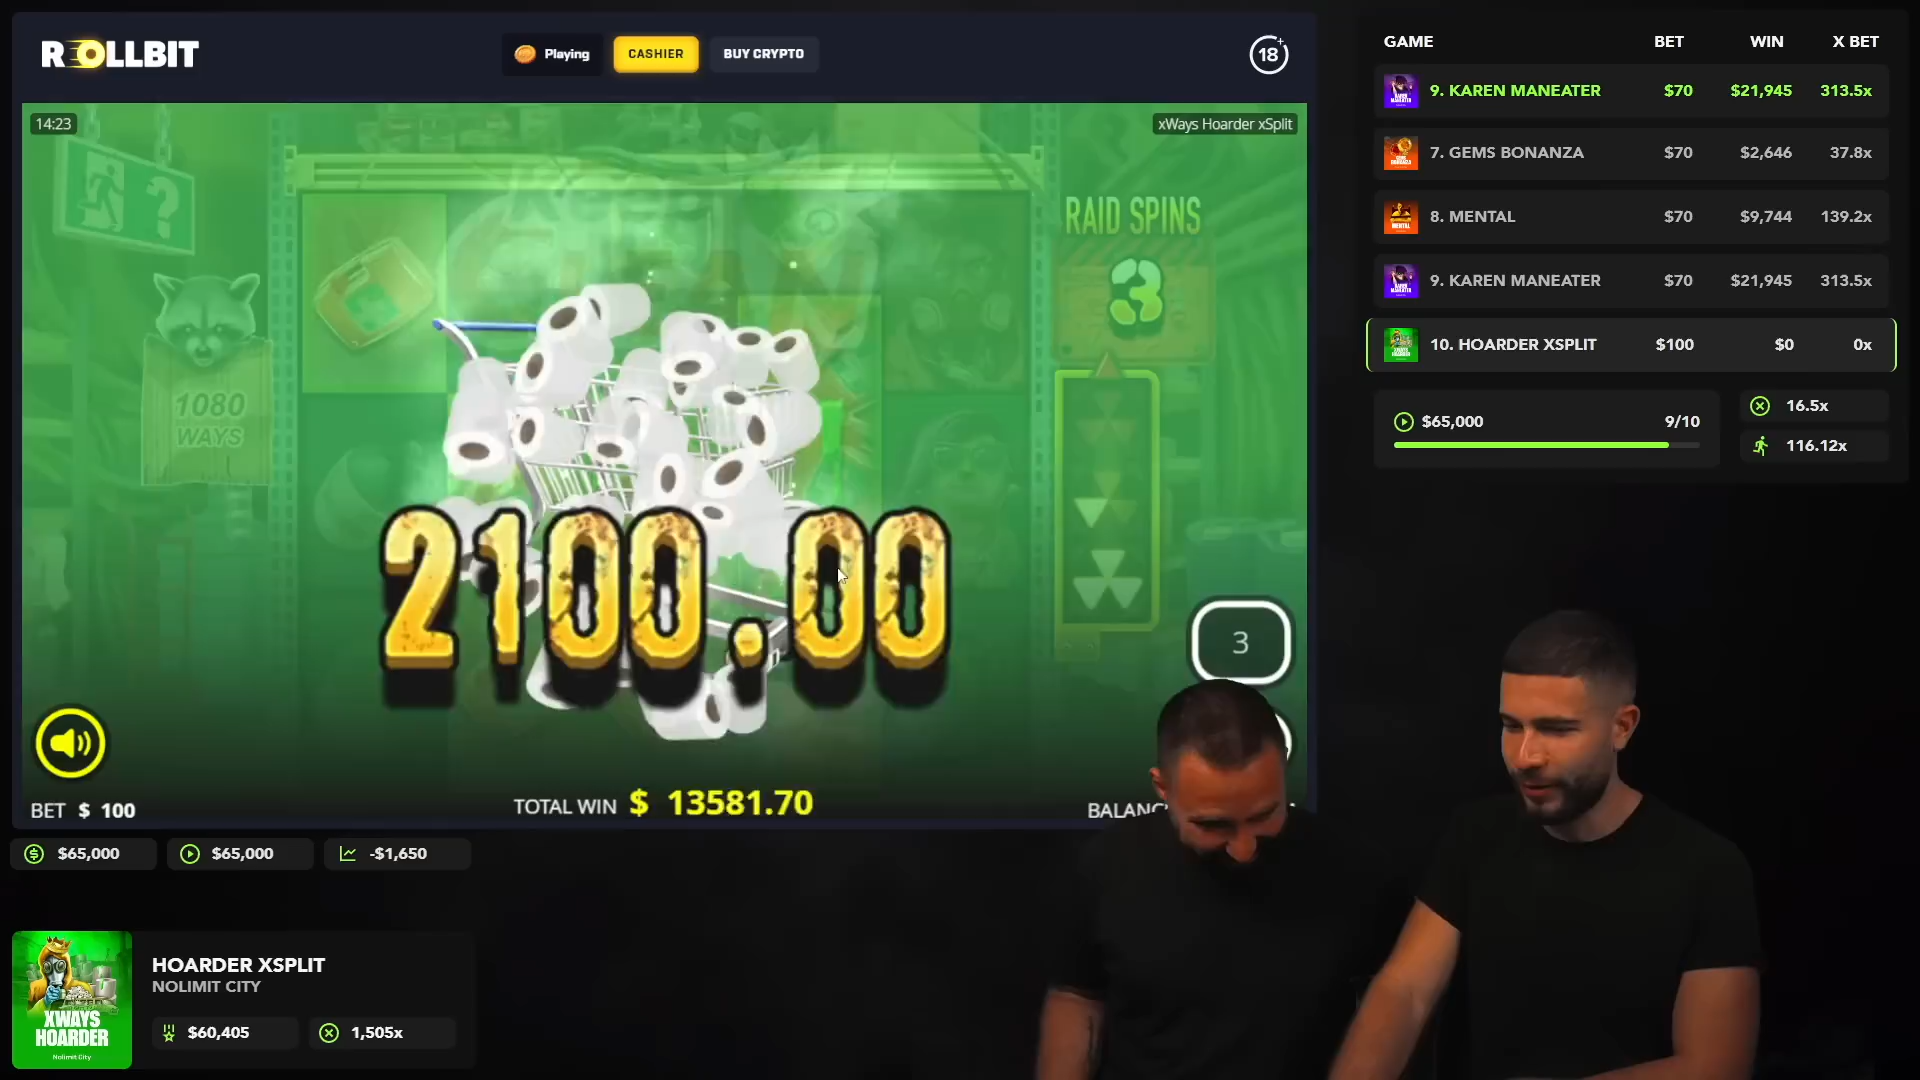 ROLLBIT
Playing
CASHIER
BUY CRYPTO
18+
14:23
xWays Hoarder xSplit
RAID SPINS
3
1080
WAYS
2100.00
3
BET $ 100
TOTAL WIN $ 13581.70
$65,000
$65,000
-$1,650
XWAYS
HOARDER
Nolimit City
HOARDER XSPLIT
NOLIMIT CITY
$60,405
1,505x
GAME BET WIN X BET
9. KAREN MANEATER $70 $21,945 313.5x
7. GEMS BONANZA $70 $2,646 37.8x
8. MENTAL $70 $9,744 139.2x
9. KAREN MANEATER $70 $21,945 313.5x
10. HOARDER XSPLIT $100 $0 0x
$65,000 9/10
16.5x
116.12x